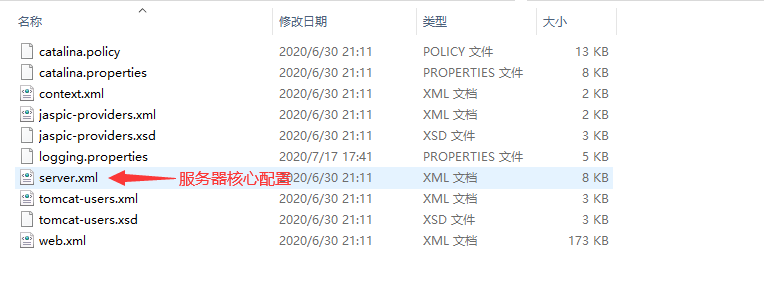 名称 修改日期 类型 大小
catalina.policy 2020/6/30 21:11 POLICY 文件 13 KB
catalina.properties 2020/6/30 21:11 PROPERTIES 文件 8 KB
context.xml 2020/6/30 21:11 XML 文档 2 KB
jaspic-providers.xml 2020/6/30 21:11 XML 文档 2 KB
jaspic-providers.xsd 2020/6/30 21:11 XSD 文件 3 KB
logging.properties 2020/7/17 17:41 PROPERTIES 文件 5 KB
server.xml 服务器核心配置 2020/6/30 21:11 XML 文档 8 KB
tomcat-users.xml 2020/6/30 21:11 XML 文档 3 KB
tomcat-users.xsd 2020/6/30 21:11 XSD 文件 3 KB
web.xml 2020/6/30 21:11 XML 文档 173 KB